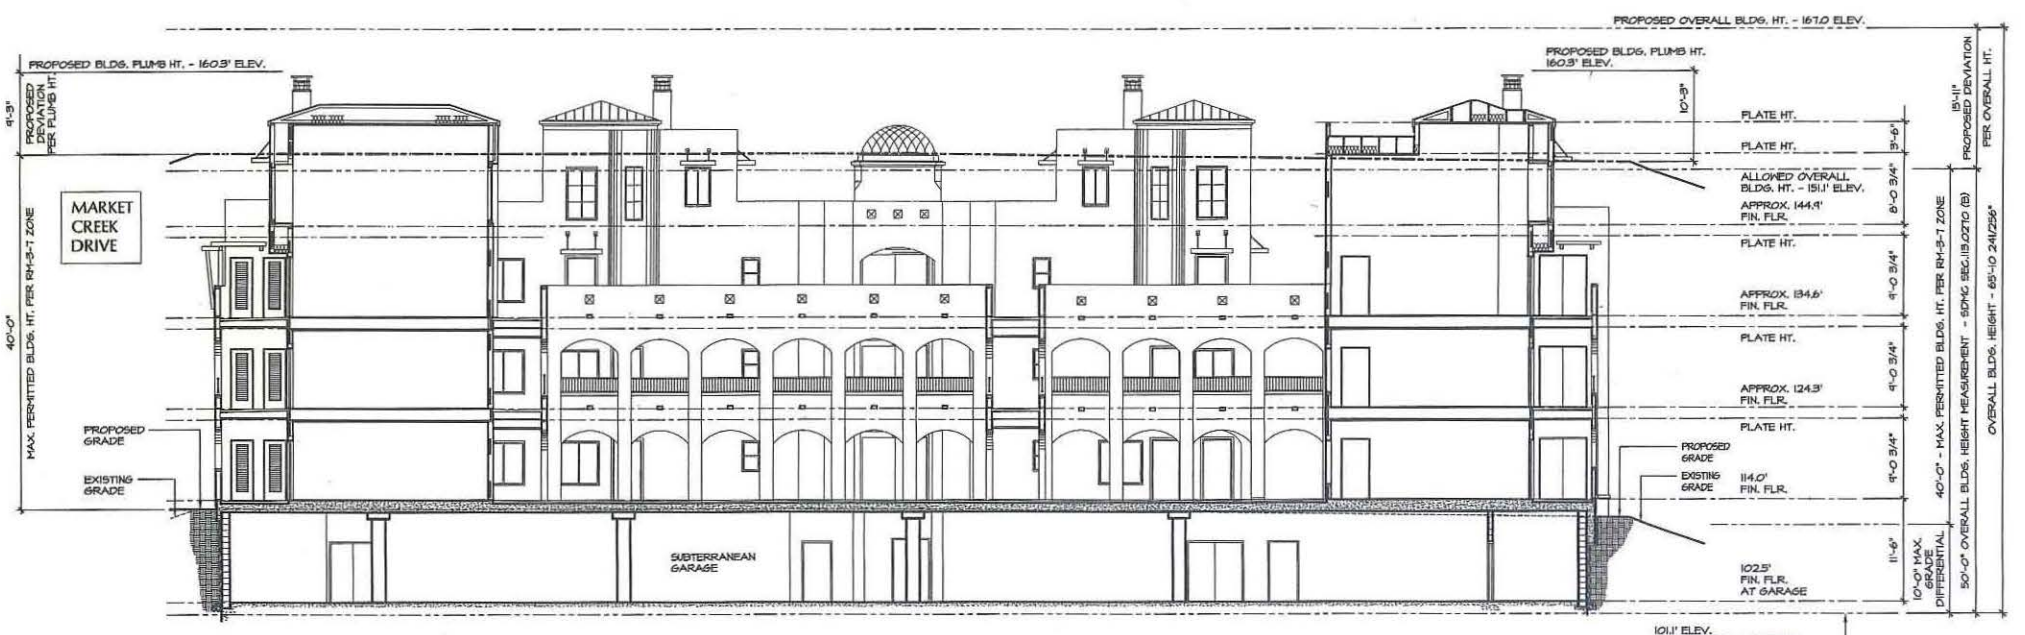 PROPOSED OVERALL BLDG. HT. - 167.0 ELEV.
PROPOSED BLDG. PLUMB HT. - 160.3' ELEV.
PROPOSED BLDG. PLUMB HT.
160.3' ELEV.
9'-3"
PROPOSED
DEVIATION
PER PLUMB HT.
MARKET
CREEK
DRIVE
40'-0"
MAX. PERMITTED BLDG. HT. PER RM-3-7 ZONE
PROPOSED
GRADE
EXISTING
GRADE
SUBTERRANEAN
GARAGE
10'-3"
PLATE HT.
PLATE HT.
ALLOWED OVERALL
BLDG. HT. - 151.1' ELEV.
APPROX. 144.9'
FIN. FLR.
PLATE HT.
APPROX. 134.6'
FIN. FLR.
PLATE HT.
APPROX. 124.3'
FIN. FLR.
PLATE HT.
PROPOSED
GRADE
EXISTING
GRADE
114.0'
FIN. FLR.
102.5'
FIN. FLR.
AT GARAGE
101.1' ELEV.
3'-6"
8'-0 3/4"
9'-0 3/4"
9'-0 3/4"
9'-0 3/4"
11'-6"
10'-0" MAX.
GRADE
DIFFERENTIAL
40'-0" - MAX. PERMITTED BLDG. HT. PER RM-3-7 ZONE
50'-0" OVERALL BLDG. HEIGHT MEASUREMENT - SDMC SEC.113.0270 (B)
15'-11"
PROPOSED DEVIATION
PER OVERALL HT.
OVERALL BLDG. HEIGHT - 65'-10 241/256"